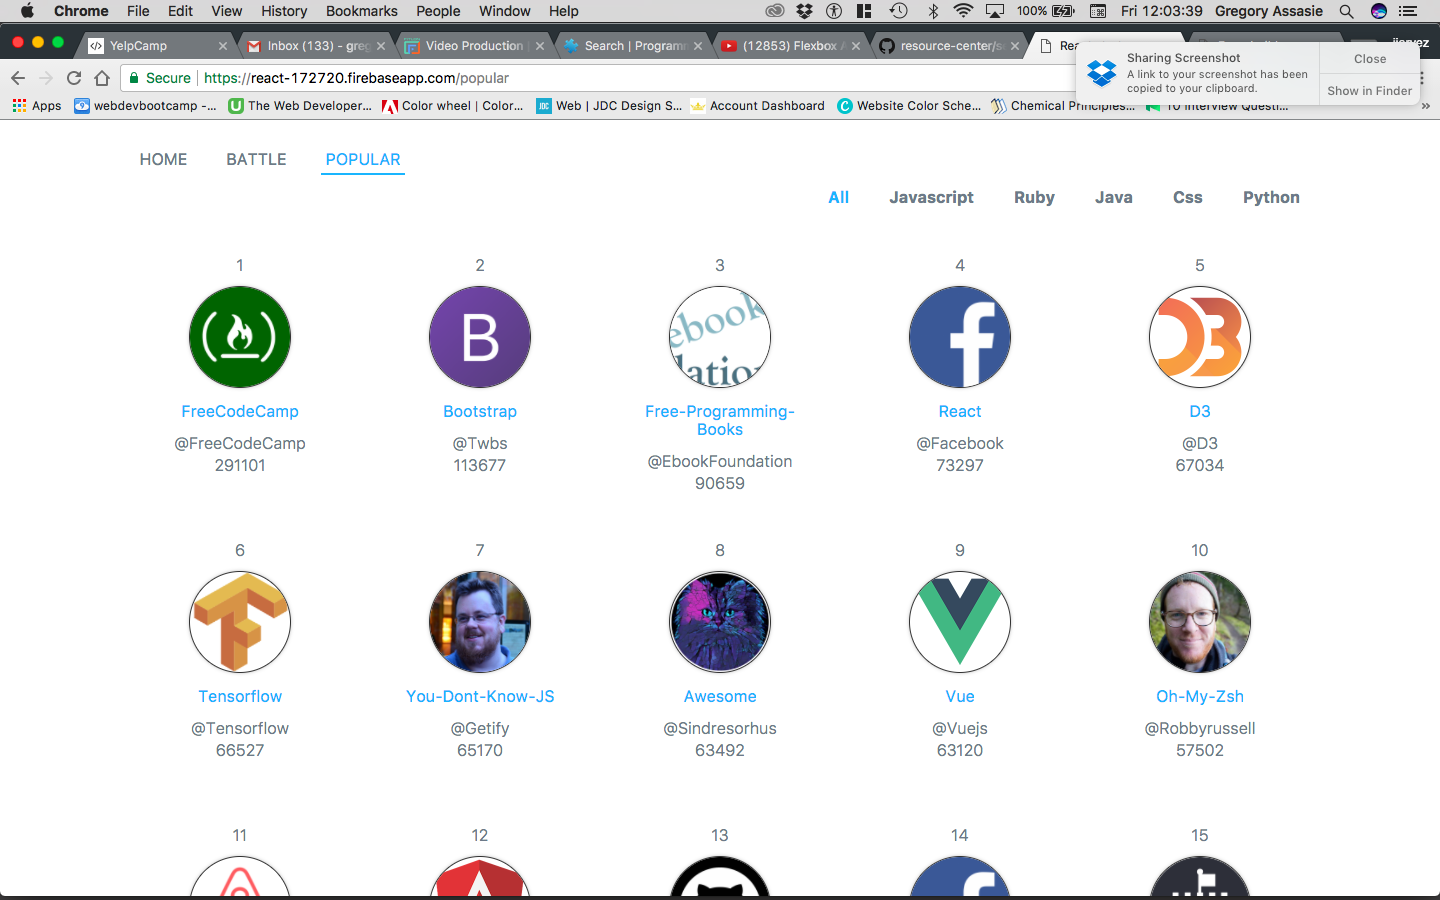 Chrome File Edit View History Bookmarks People Window Help 100% Fri 12:03:39 Gregory Assasie
YelpCamp Inbox (133) - greg Video Production Search | Program (12853) Flexbox resource-center/s Rea
Secure https://react-172720.firebaseapp.com/popular
Apps webdevbootcamp -... The Web Developer... Color wheel | Color... Web | JDC Design S... Account Dashboard Website Color Sche... Chemical Principles... 10 Interview Questi...
Sharing Screenshot
A link to your screenshot has been
copied to your clipboard.
Close
Show in Finder
HOME BATTLE POPULAR
All Javascript Ruby Java Css Python
1 2 3 4 5
B ebook
dation
FreeCodeCamp Bootstrap Free-Programming-
Books React D3
@FreeCodeCamp @Twbs @EbookFoundation @Facebook @D3
291101 113677 90659 73297 67034
6 7 8 9 10
Tensorflow You-Dont-Know-JS Awesome Vue Oh-My-Zsh
@Tensorflow @Getify @Sindresorhus @Vuejs @Robbyrussell
66527 65170 63492 63120 57502
11 12 13 14 15